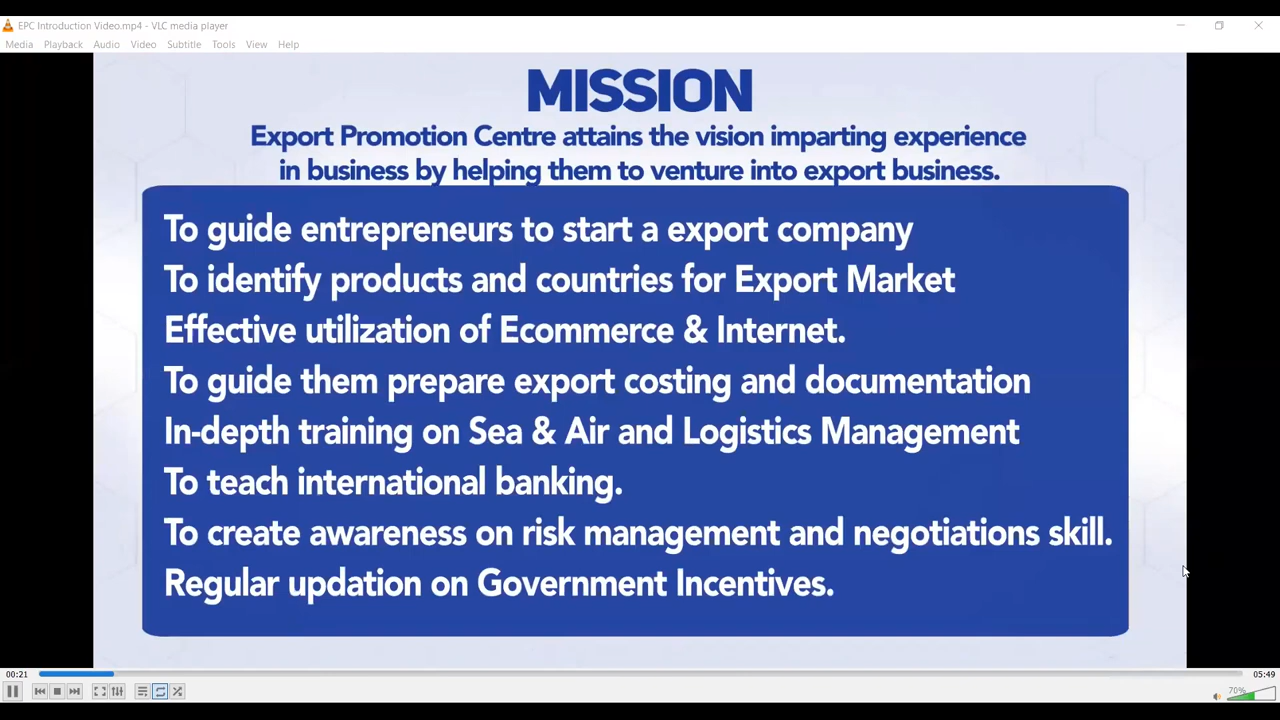 EPC Introduction Video.mp4 - VLC media player
Media Playback Audio Video Subtitle Tools View Help
MISSION
Export Promotion Centre attains the vision imparting experience
in business by helping them to venture into export business.
To guide entrepreneurs to start a export company
To identify products and countries for Export Market
Effective utilization of Ecommerce & Internet.
To guide them prepare export costing and documentation
In-depth training on Sea & Air and Logistics Management
To teach international banking.
To create awareness on risk management and negotiations skill.
Regular updation on Government Incentives.
00:21 05:49
70%